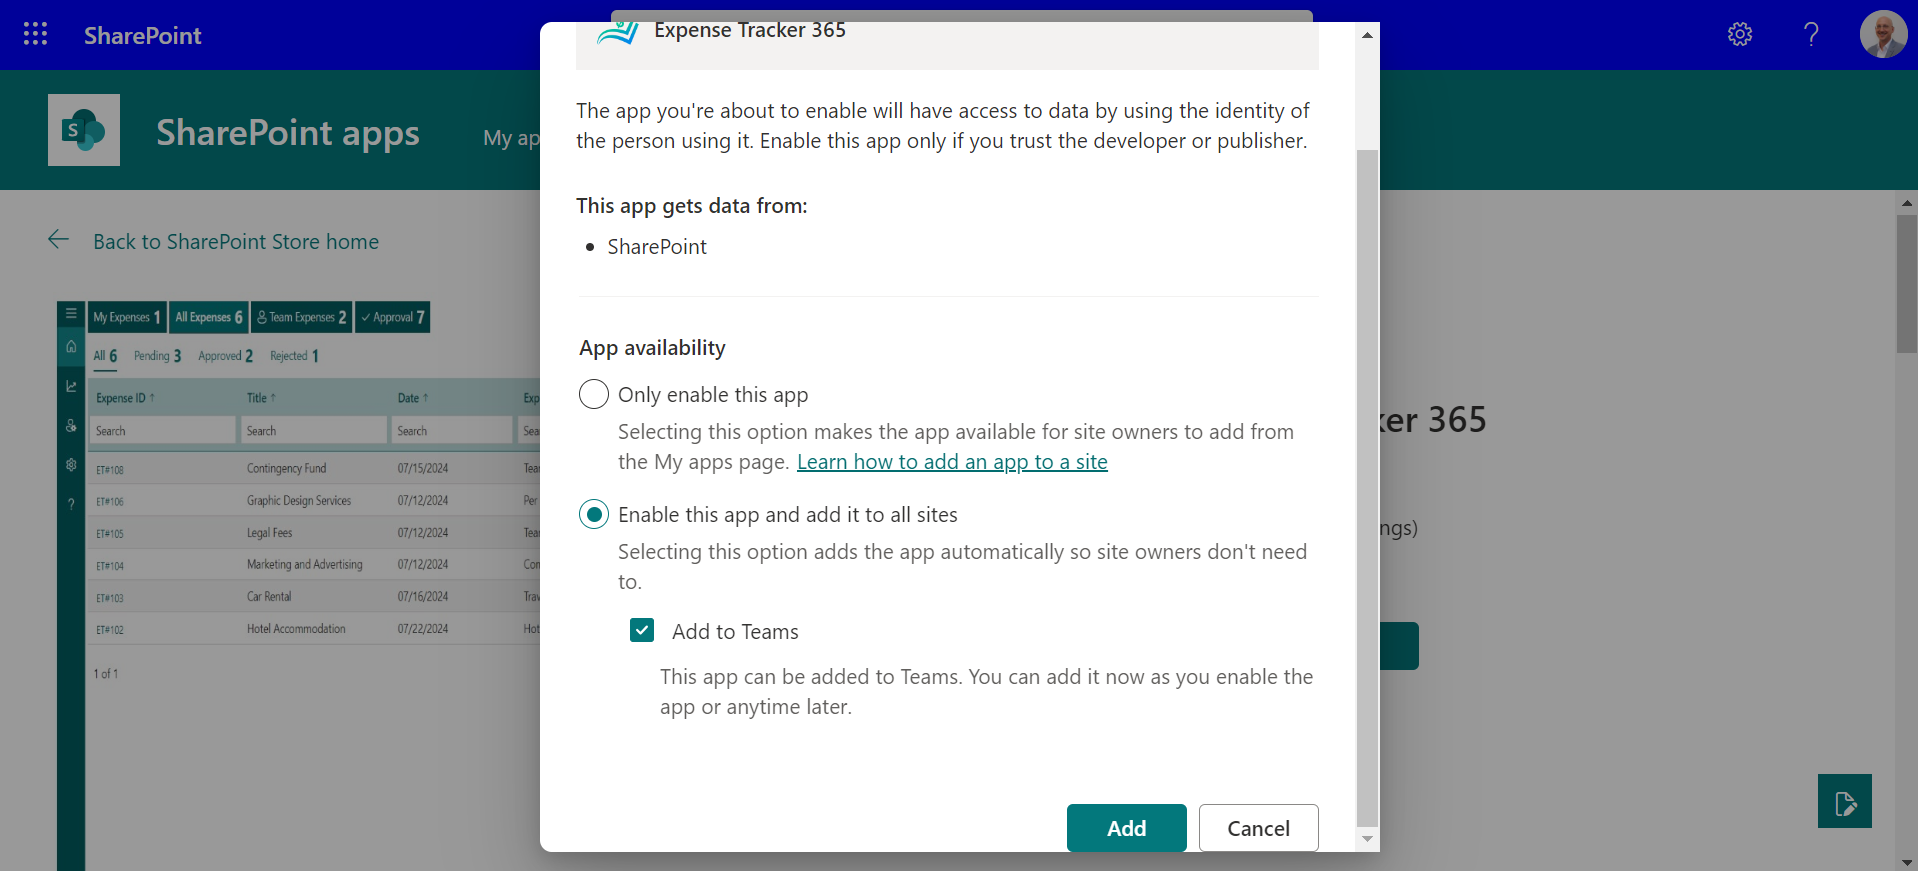 SharePoint
SharePoint apps
My ap
Back to SharePoint Store home
My Expenses 1
All Expenses 6
Team Expenses 2
Approval 7
All 6
Pending 3
Approved 2
Rejected 1
Expense ID ↑
Title ↑
Date ↑
Exp
Search
Search
Search
Sea
ET#108 Contingency Fund 07/15/2024 Tea
ET#106 Graphic Design Services 07/12/2024 Per
ET#105 Legal Fees 07/12/2024 Tea
ET#104 Marketing and Advertising 07/12/2024 Con
ET#103 Car Rental 07/16/2024 Trav
ET#102 Hotel Accommodation 07/22/2024 Hot
1 of 1
Expense Tracker 365
The app you're about to enable will have access to data by using the identity of
the person using it. Enable this app only if you trust the developer or publisher.
This app gets data from:
• SharePoint
App availability
Only enable this app
Selecting this option makes the app available for site owners to add from
the My apps page. Learn how to add an app to a site
Enable this app and add it to all sites
Selecting this option adds the app automatically so site owners don't need
to.
Add to Teams
This app can be added to Teams. You can add it now as you enable the
app or anytime later.
Add
Cancel
ker 365
ngs)